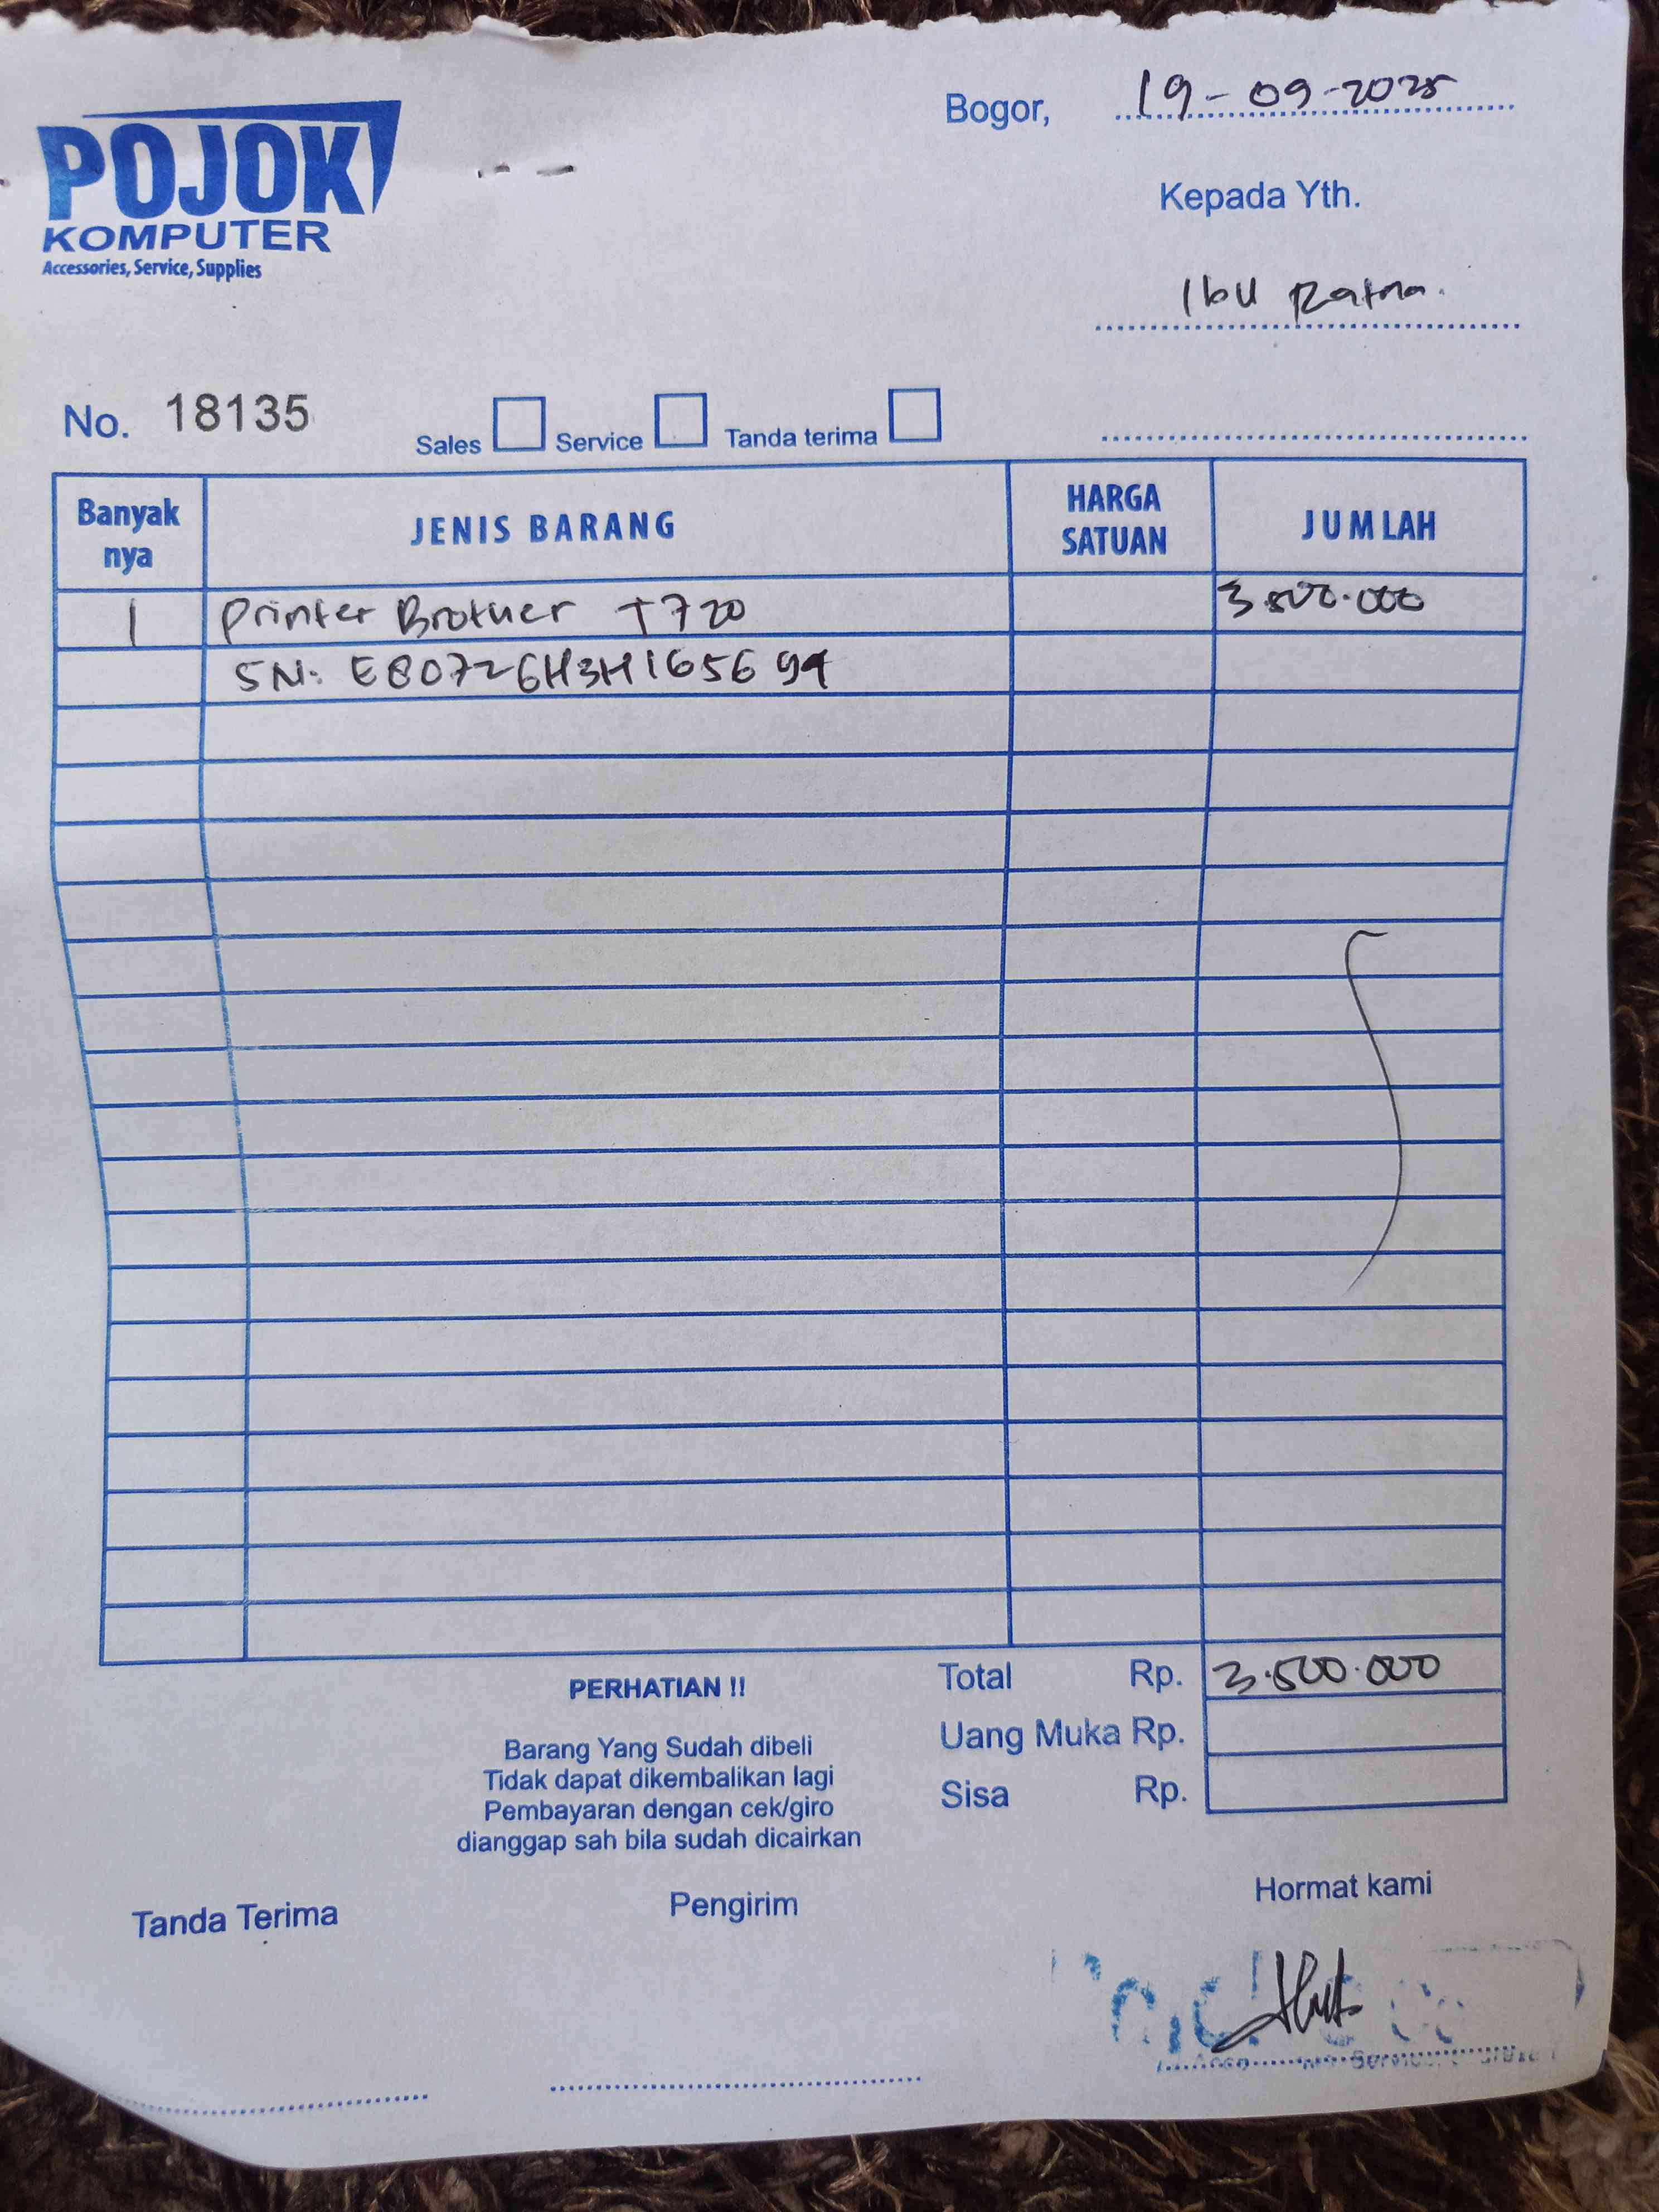 POJOK
KOMPUTER
Accessories, Service, Supplies
Bogor, 19-09-2025
Kepada Yth.
Ibu Ratna.
No. 18135
Sales Service Tanda terima
Banyak nya JENIS BARANG HARGA SATUAN JUMLAH
1 Printer Brother T720 3.500.000
SN: E80726H3H165694
Total Rp. 3.500.000
Uang Muka Rp.
Sisa Rp.
PERHATIAN !!
Barang Yang Sudah dibeli
Tidak dapat dikembalikan lagi
Pembayaran dengan cek/giro
dianggap sah bila sudah dicairkan
Tanda Terima Pengirim Hormat kami